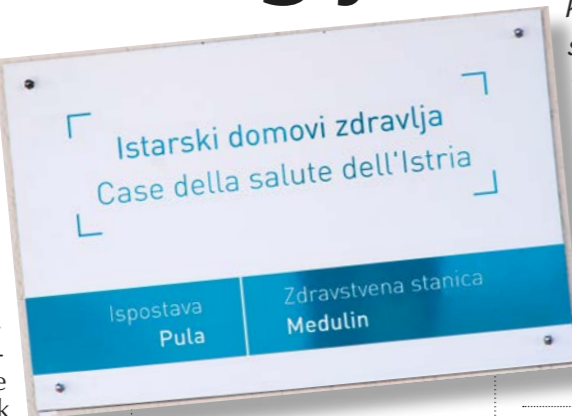 Istarski domovi zdravlja
Case della salute dell'Istria
Ispostava
Pula
Zdravstvena stanica
Medulin